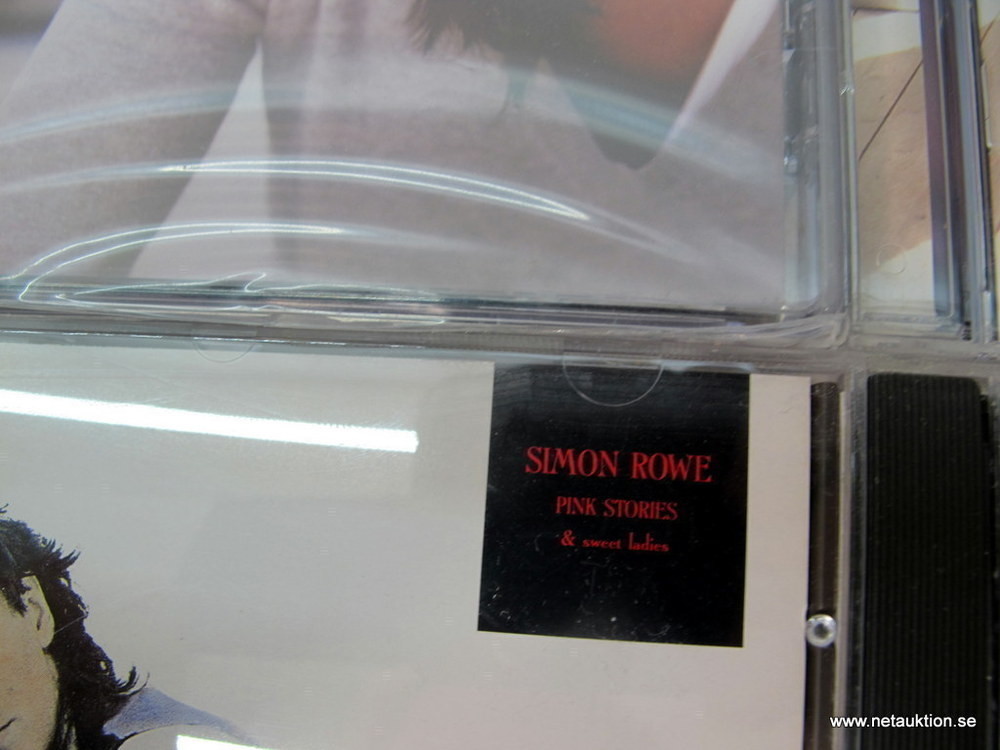 SIMON ROWE
PINK STORIES
& sweet ladies
www.netauktion.se